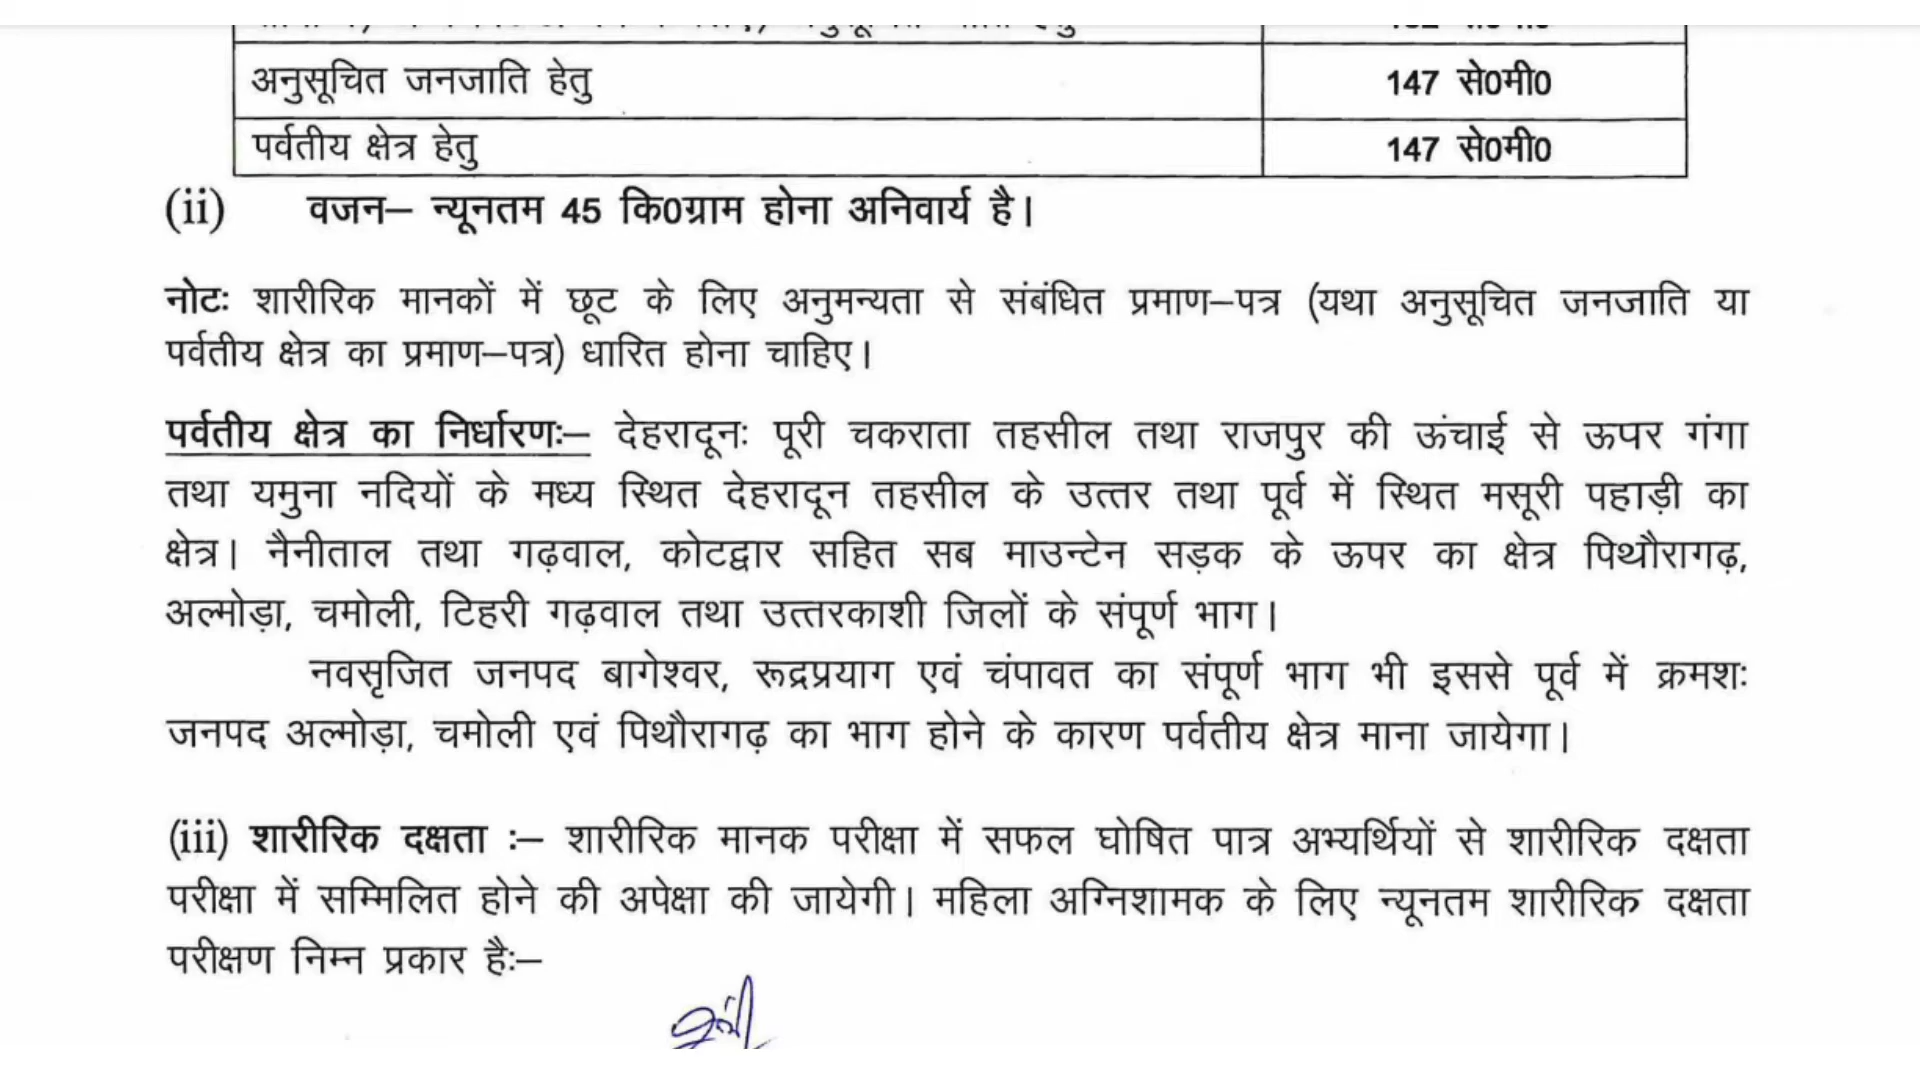 अनुसूचित जनजाति हेतु 147 से0मी0
पर्वतीय क्षेत्र हेतु 147 से0मी0
(ii) वजन– न्यूनतम 45 कि0ग्राम होना अनिवार्य है।
नोटः शारीरिक मानकों में छूट के लिए अनुमन्यता से संबंधित प्रमाण–पत्र (यथा अनुसूचित जनजाति या
पर्वतीय क्षेत्र का प्रमाण–पत्र) धारित होना चाहिए।
पर्वतीय क्षेत्र का निर्धारणः– देहरादूनः पूरी चकराता तहसील तथा राजपुर की ऊंचाई से ऊपर गंगा
तथा यमुना नदियों के मध्य स्थित देहरादून तहसील के उत्तर तथा पूर्व में स्थित मसूरी पहाड़ी का
क्षेत्र। नैनीताल तथा गढ़वाल, कोटद्वार सहित सब माउन्टेन सड़क के ऊपर का क्षेत्र पिथौरागढ़,
अल्मोड़ा, चमोली, टिहरी गढ़वाल तथा उत्तरकाशी जिलों के संपूर्ण भाग।
नवसृजित जनपद बागेश्वर, रूद्रप्रयाग एवं चंपावत का संपूर्ण भाग भी इससे पूर्व में क्रमशः
जनपद अल्मोड़ा, चमोली एवं पिथौरागढ़ का भाग होने के कारण पर्वतीय क्षेत्र माना जायेगा।
(iii) शारीरिक दक्षता :– शारीरिक मानक परीक्षा में सफल घोषित पात्र अभ्यर्थियों से शारीरिक दक्षता
परीक्षा में सम्मिलित होने की अपेक्षा की जायेगी। महिला अग्निशामक के लिए न्यूनतम शारीरिक दक्षता
परीक्षण निम्न प्रकार है:–